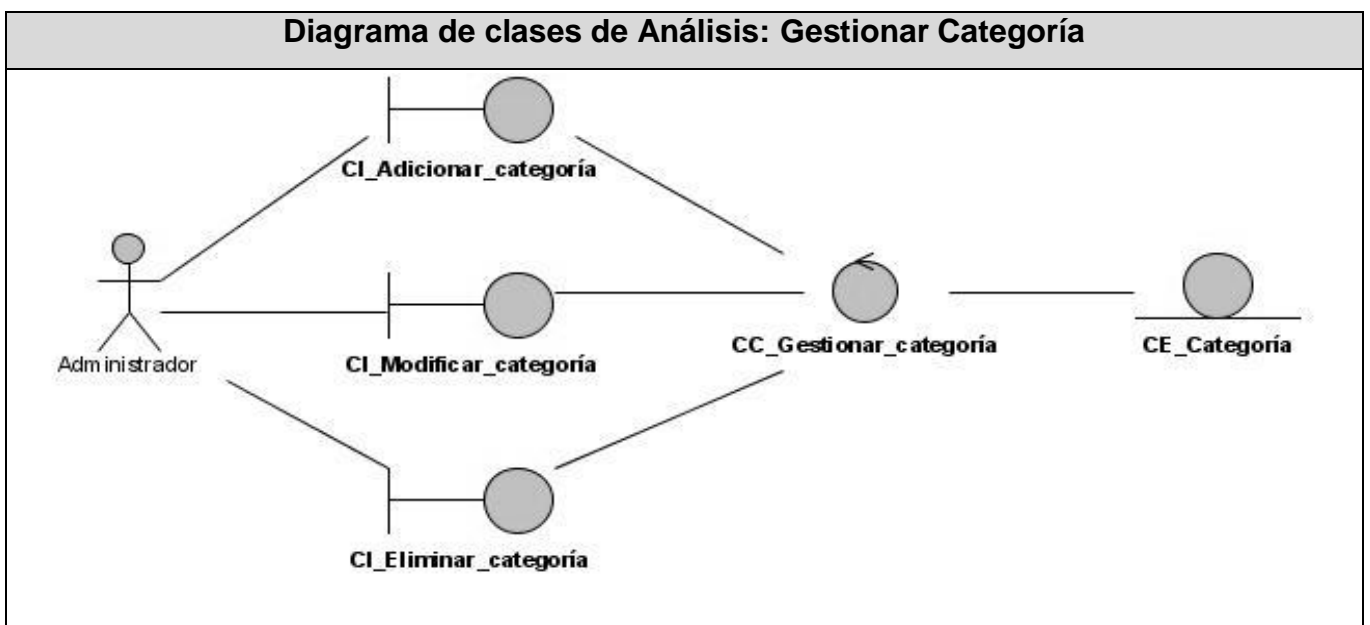 Diagrama de clases de Análisis: Gestionar Categoría
CI_Adicionar_categoría
Administrador
CI_Modificar_categoría
CC_Gestionar_categoría
CE_Categoría
CI_Eliminar_categoría